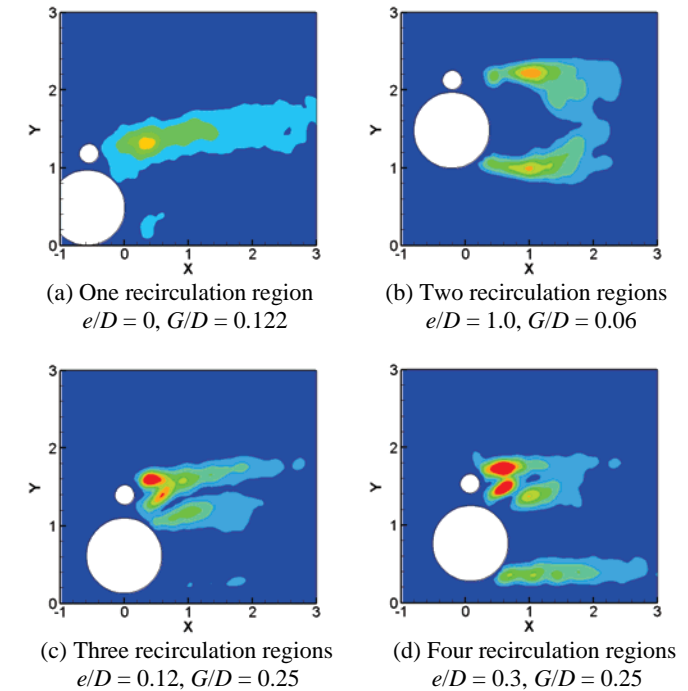 3
2
Y
1
0
-1 0 1 2 3
X
(a) One recirculation region
e/D = 0, G/D = 0.122
3
2
Y
1
0
-1 0 1 2 3
X
(b) Two recirculation regions
e/D = 1.0, G/D = 0.06
3
2
Y
1
0
-1 0 1 2 3
X
(c) Three recirculation regions
e/D = 0.12, G/D = 0.25
3
2
Y
1
0
-1 0 1 2 3
X
(d) Four recirculation regions
e/D = 0.3, G/D = 0.25